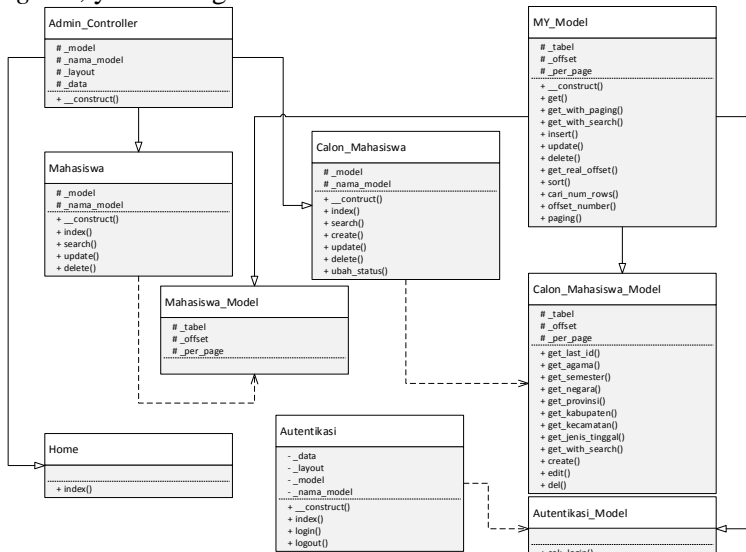 Admin_Controller
# _model
# _nama_model
# _layout
# _data
+ __construct()
Mahasiswa
# _model
# _nama_model
+ __construct()
+ index()
+ search()
+ update()
+ delete()
Calon_Mahasiswa
# _model
# _nama_model
+ __contruct()
+ index()
+ search()
+ create()
+ update()
+ delete()
+ ubah_status()
MY_Model
# _tabel
# _offset
# _per_page
+ __construct()
+ get()
+ get_with_paging()
+ get_with_search()
+ insert()
+ update()
+ delete()
+ get_real_offset()
+ sort()
+ cari_num_rows()
+ offset_number()
+ paging()
Mahasiswa_Model
# _tabel
# _offset
# _per_page
Calon_Mahasiswa_Model
# _tabel
# _offset
# _per_page
+ get_last_id()
+ get_agama()
+ get_semester()
+ get_negara()
+ get_provinsi()
+ get_kabupaten()
+ get_kecamatan()
+ get_jenis_tinggal()
+ get_with_search()
+ create()
+ edit()
+ del()
Home
+ index()
Autentikasi
- _data
- _layout
- _model
- _nama_model
+ __construct()
+ index()
+ login()
+ logout()
Autentikasi_Model